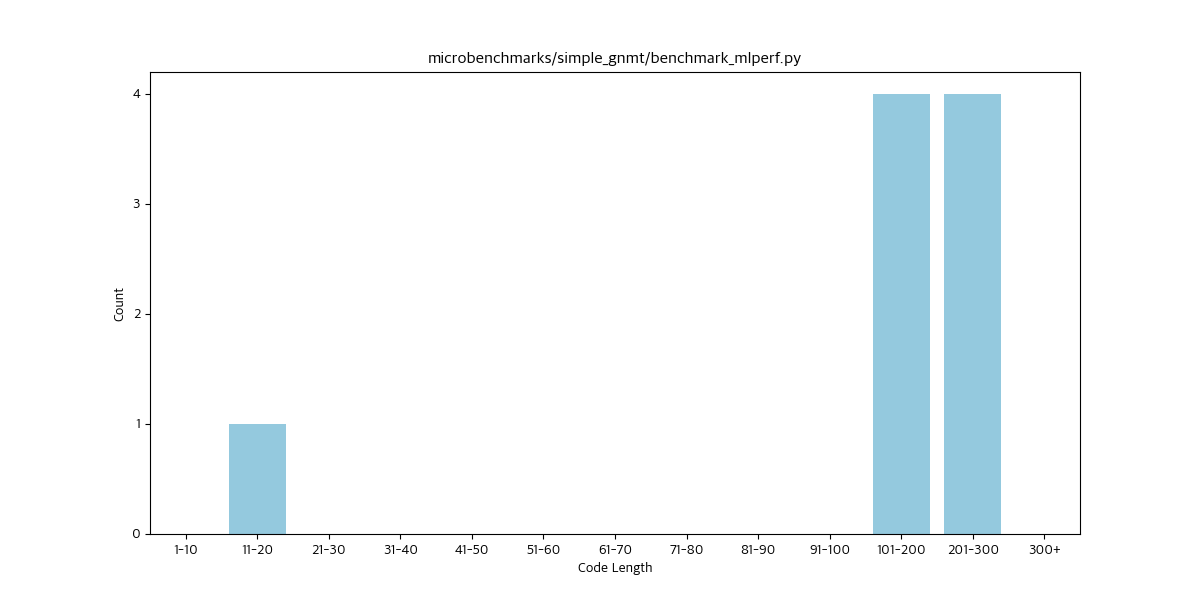 microbenchmarks/simple_gnmt/benchmark_mlperf.py
4
3
2
1
0
Count
1-10 11-20 21-30 31-40 41-50 51-60 61-70 71-80 81-90 91-100 101-200 201-300 300+
Code Length